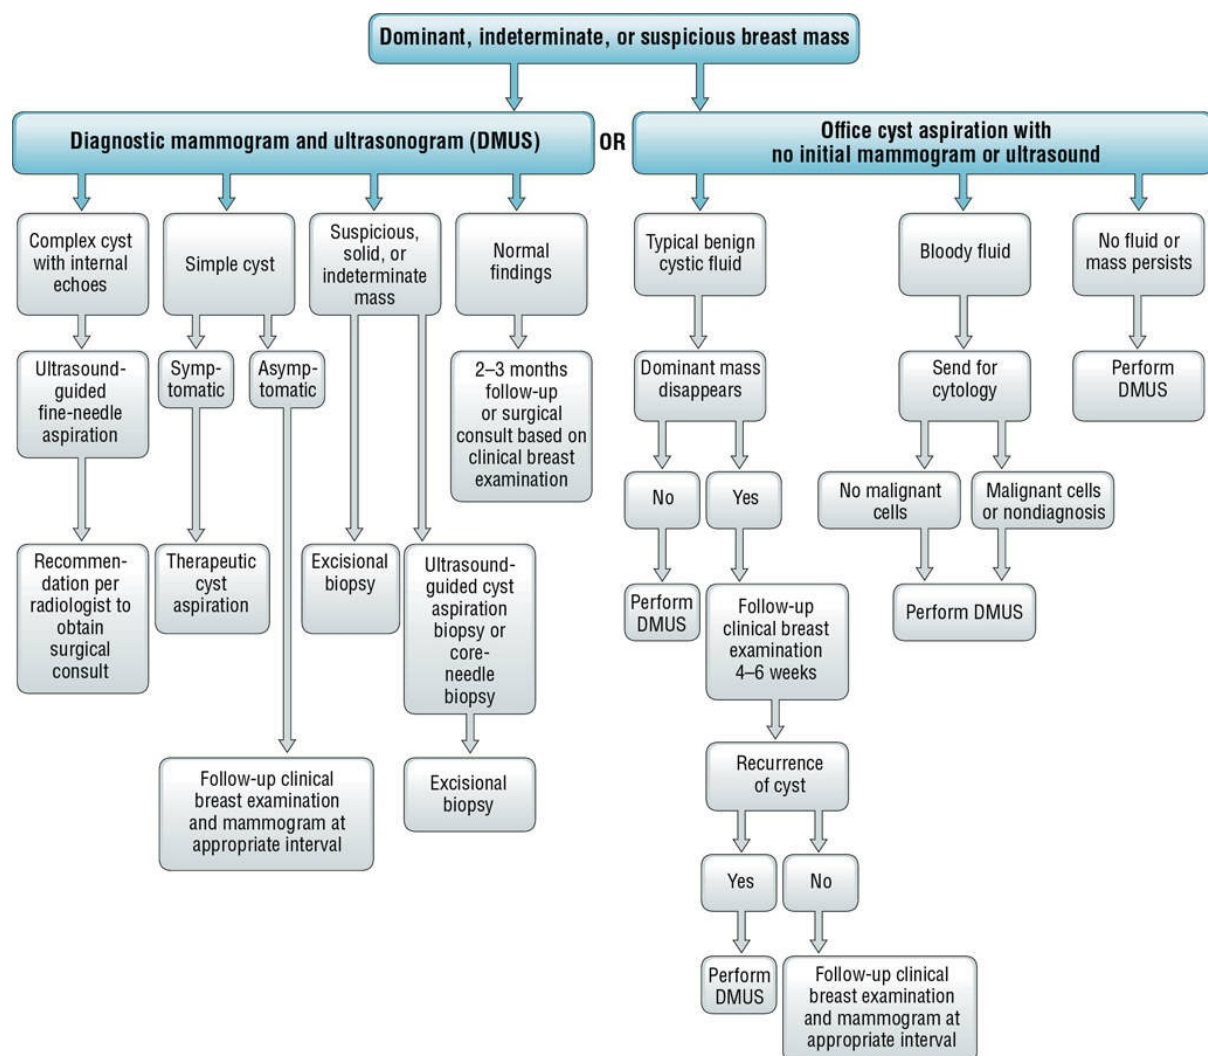 Dominant, indeterminate, or suspicious breast mass
Diagnostic mammogram and ultrasonogram (DMUS)
OR
Office cyst aspiration with
no initial mammogram or ultrasound
Complex cyst
with internal
echoes
Simple cyst
Suspicious,
solid, or
indeterminate
mass
Normal
findings
Typical benign
cystic fluid
Bloody fluid
No fluid or
mass persists
Ultrasound-
guided
fine-needle
aspiration
Symp-
tomatic
Asymp-
tomatic
2–3 months
follow-up
or surgical
consult based on
clinical breast
examination
Dominant mass
disappears
Send for
cytology
Perform
DMUS
No
Yes
No malignant
cells
Malignant cells
or nondiagnosis
Recommen-
dation per
radiologist to
obtain
surgical
consult
Therapeutic
cyst
aspiration
Excisional
biopsy
Ultrasound-
guided cyst
aspiration
biopsy or
core-
needle
biopsy
Perform
DMUS
Follow-up
clinical breast
examination
4–6 weeks
Perform DMUS
Follow-up clinical
breast examination
and mammogram at
appropriate interval
Excisional
biopsy
Recurrence
of cyst
Yes
No
Perform
DMUS
Follow-up clinical
breast examination
and mammogram at
appropriate interval